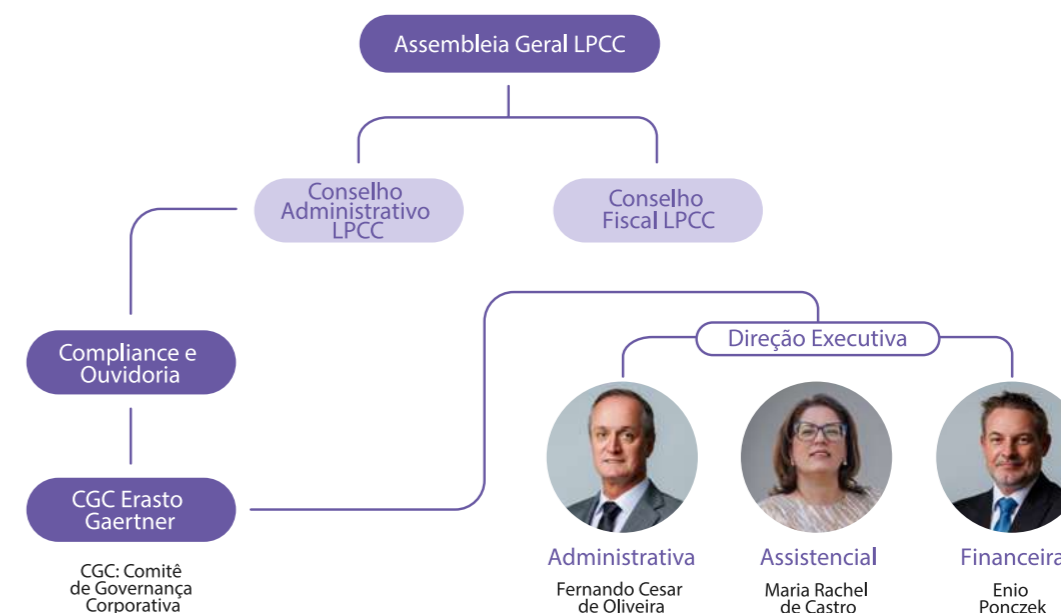 Assembleia Geral LPCC
Conselho
Administrativo
LPCC
Conselho
Fiscal LPCC
Compliance e
Ouvidoria
Direção Executiva
CGC Erasto
Gaertner
CGC: Comitê
de Governança
Corporativa
Administrativa
Fernando Cesar
de Oliveira
Assistencial
Maria Rachel
de Castro
Financeira
Enio
Ponczek